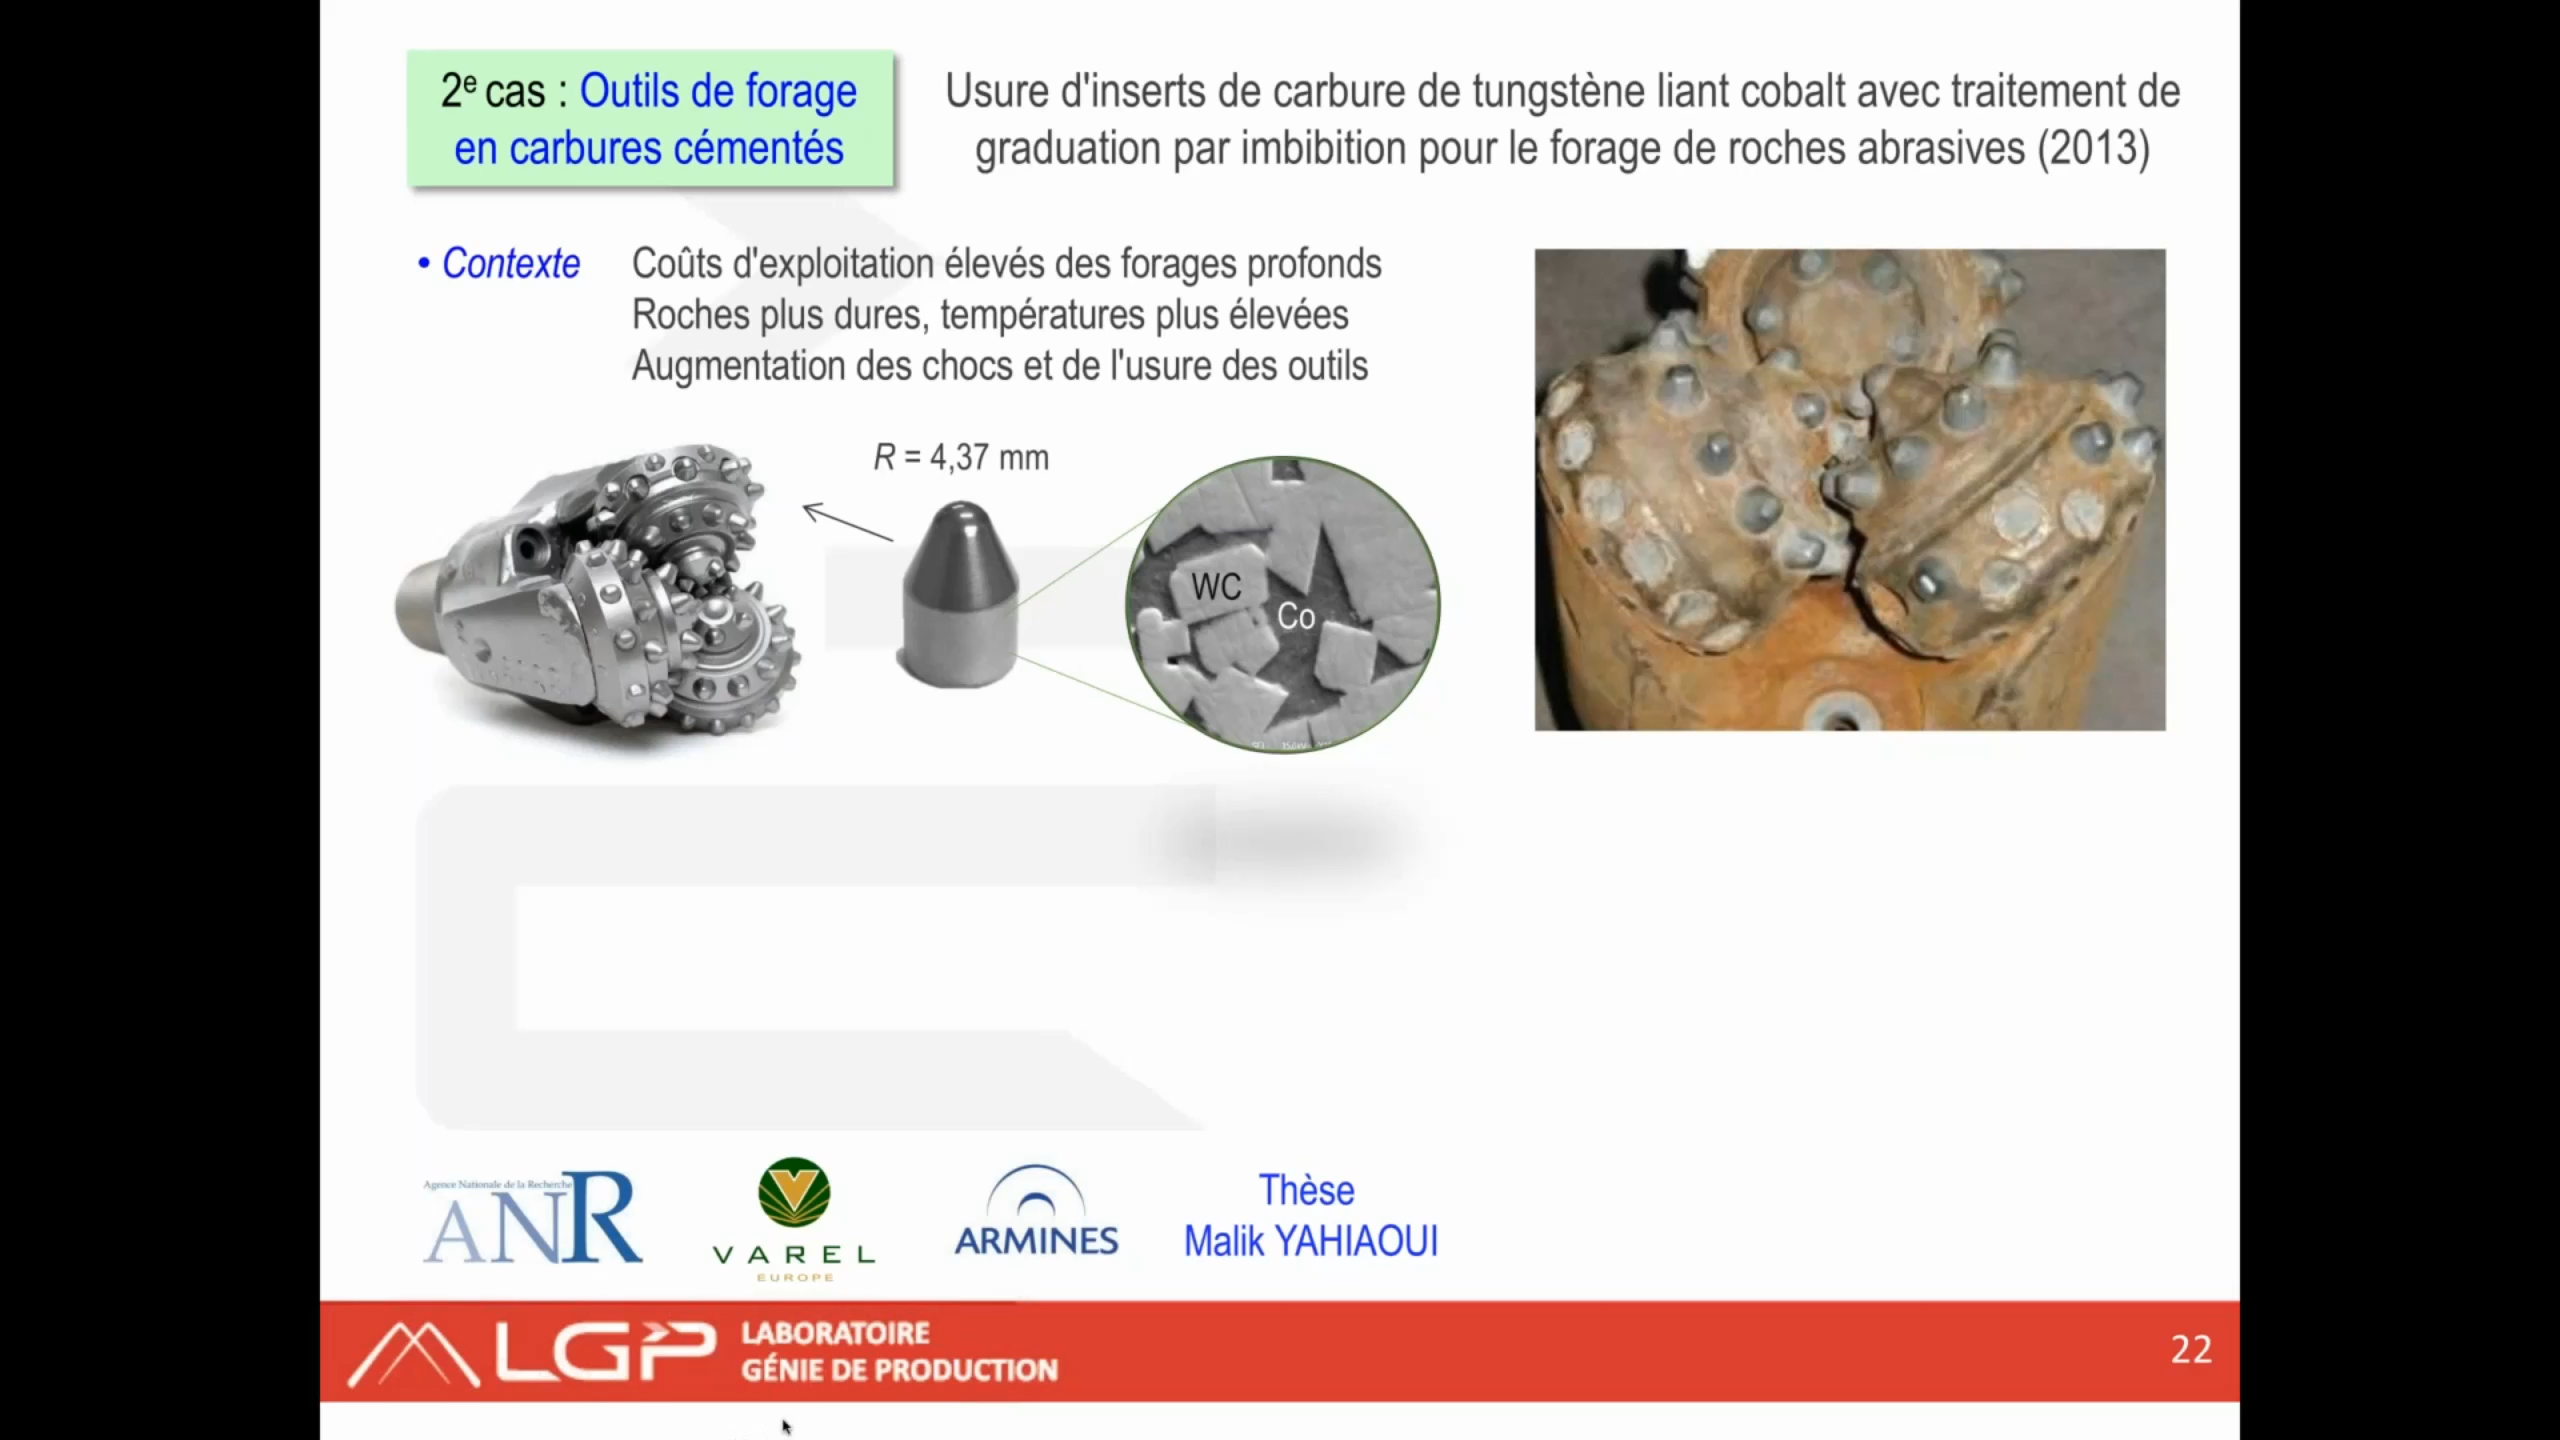 2e cas : Outils de forage
en carbures cémentés
Usure d'inserts de carbure de tungstène liant cobalt avec traitement de
graduation par imbibition pour le forage de roches abrasives (2013)
• Contexte
Coûts d'exploitation élevés des forages profonds
Roches plus dures, températures plus élevées
Augmentation des chocs et de l'usure des outils
R = 4,37 mm
WC
Co
Agence Nationale de la Recherche
ANR
VAREL
EUROPE
ARMINES
Thèse
Malik YAHIAOUI
LGP
LABORATOIRE
GÉNIE DE PRODUCTION
22